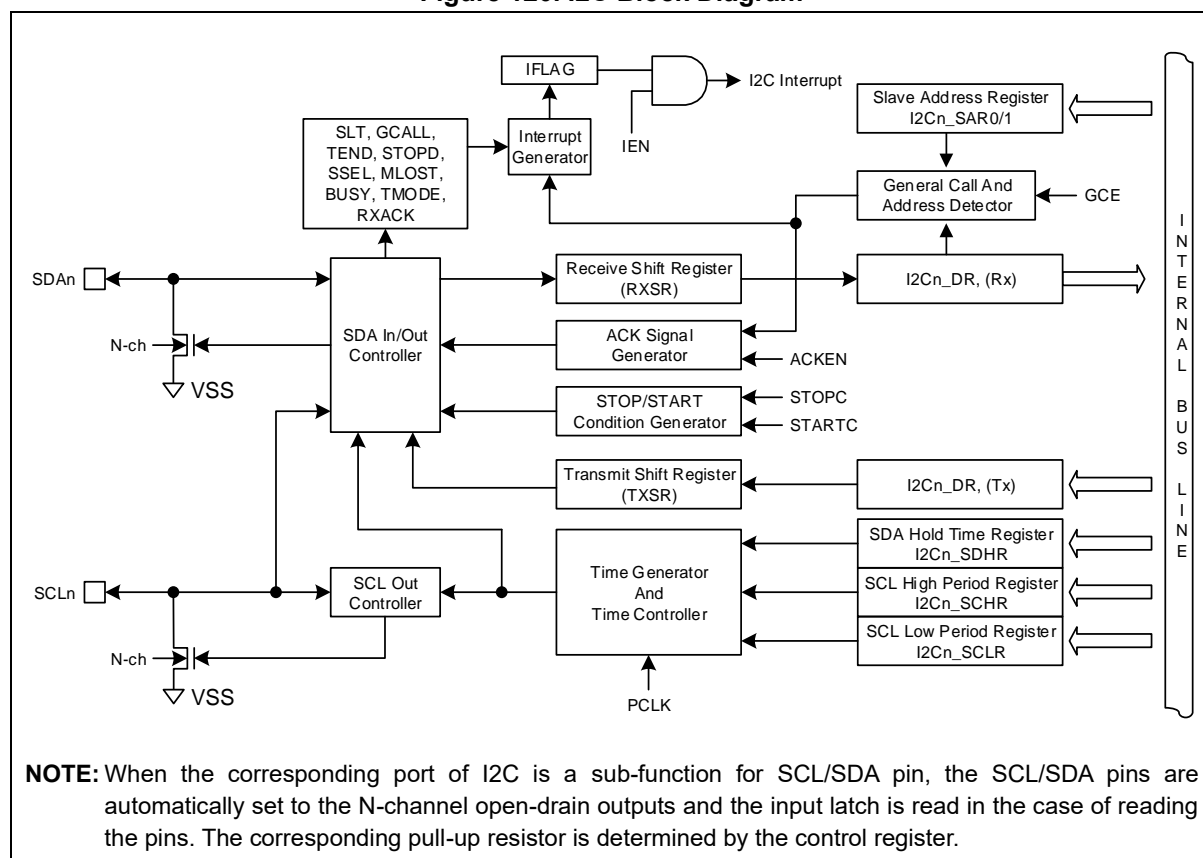 IFLAG
I2C Interrupt
IEN
Slave Address Register
I2Cn_SAR0/1
SLT, GCALL,
TEND, STOPD,
SSEL, MLOST,
BUSY, TMODE,
RXACK
Interrupt
Generator
General Call And
Address Detector
GCE
SDAn
N-ch
VSS
SDA In/Out
Controller
Receive Shift Register
(RXSR)
I2Cn_DR, (Rx)
ACK Signal
Generator
ACKEN
STOP/START
Condition Generator
STOPC
STARTC
Transmit Shift Register
(TXSR)
I2Cn_DR, (Tx)
SCLn
N-ch
VSS
SCL Out
Controller
Time Generator
And
Time Controller
PCLK
SDA Hold Time Register
I2Cn_SDHR
SCL High Period Register
I2Cn_SCHR
SCL Low Period Register
I2Cn_SCLR
INTERNAL BUS LINE
NOTE: When the corresponding port of I2C is a sub-function for SCL/SDA pin, the SCL/SDA pins are
automatically set to the N-channel open-drain outputs and the input latch is read in the case of reading
the pins. The corresponding pull-up resistor is determined by the control register.